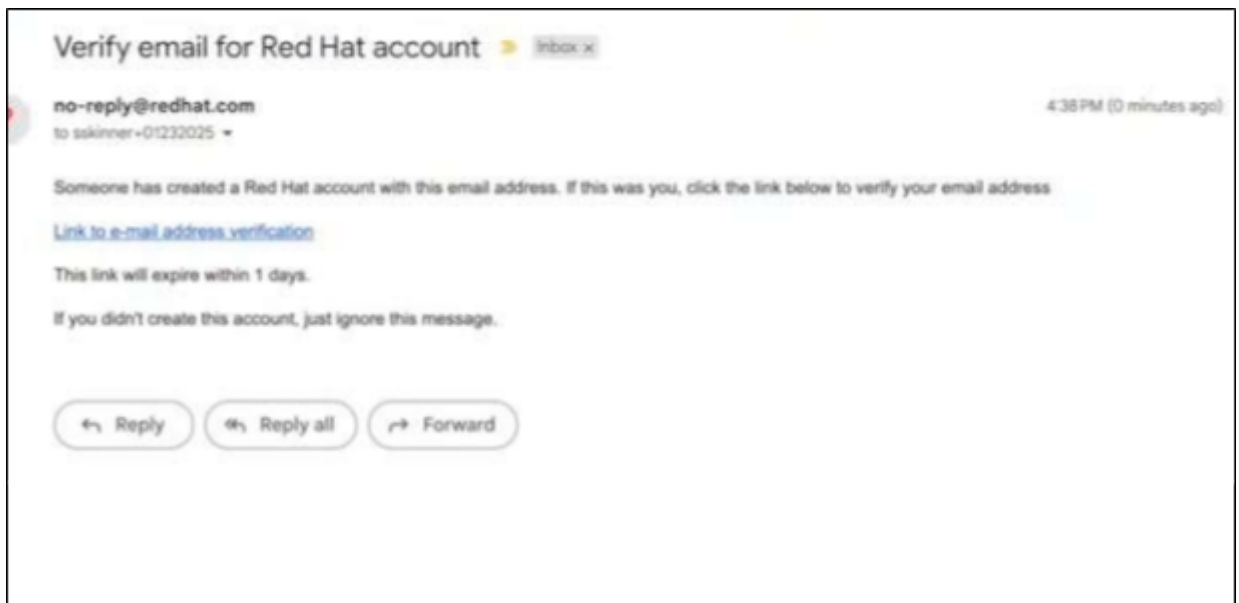 Verify email for Red Hat account Inbox x
no-reply@redhat.com 4:38 PM (0 minutes ago)
to sskinner+01232025
Someone has created a Red Hat account with this email address. If this was you, click the link below to verify your email address
Link to e-mail address verification
This link will expire within 1 days.
If you didn't create this account, just ignore this message.
Reply Reply all Forward